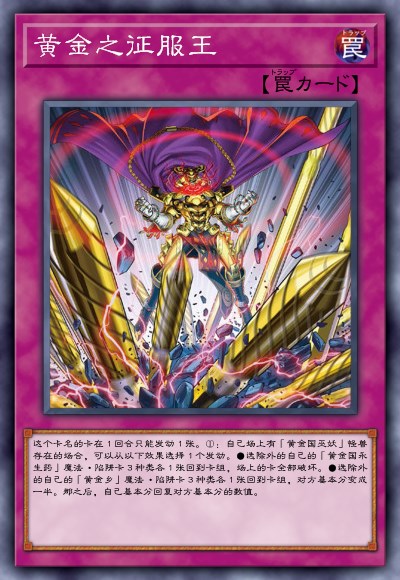 黄金之征服王
トラップ
罠
トラップ
【罠カード】
这个卡名的卡在1回合只能发动1张。①：自己场上有「黄金国巫妖」怪兽
存在的场合，可以从以下效果选择1个发动。●选除外的自己的「黄金国永
生药」魔法·陷阱卡3种类各1张回到卡组，场上的卡全部破坏。●选除外
的自己的「黄金乡」魔法·陷阱卡3种类各1张回到卡组，对方基本分变成
一半。那之后，自己基本分回复对方基本分的数值。